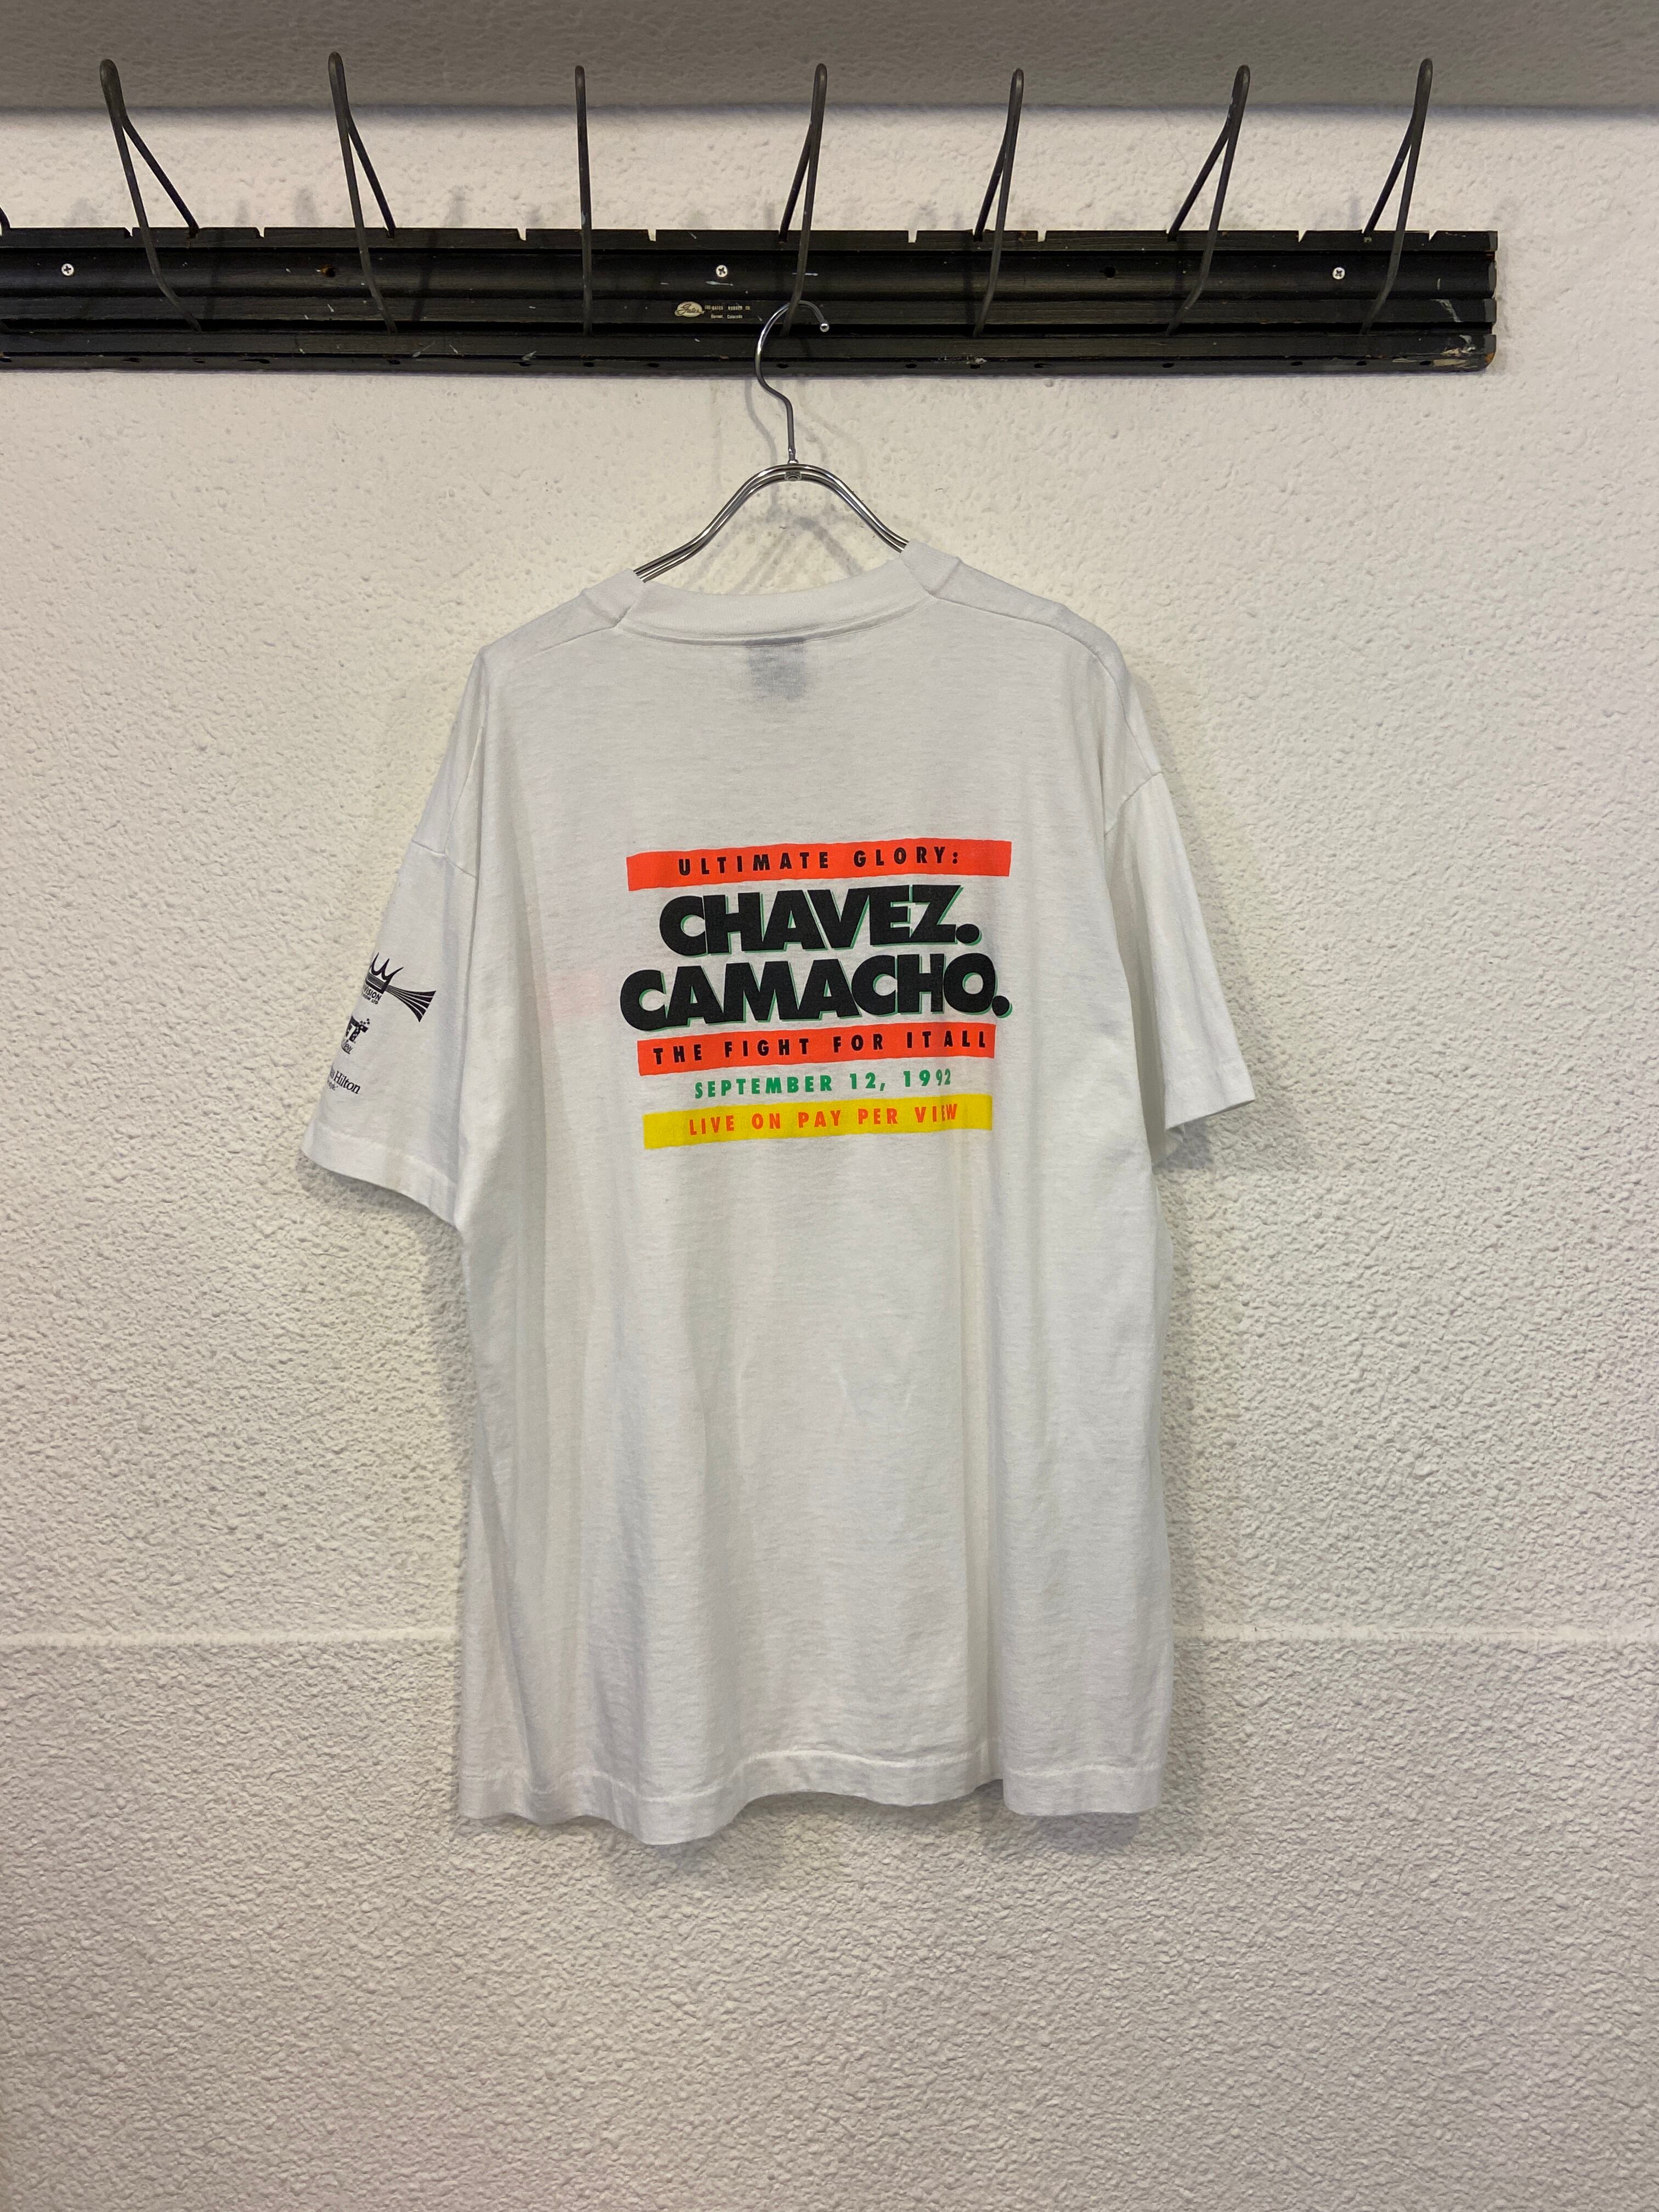 ULTIMATE GLORY:
CHAVEZ.
CAMACHO.
THE FIGHT FOR IT ALL
SEPTEMBER 12, 1992
LIVE ON PAY PER VIEW
Hilton